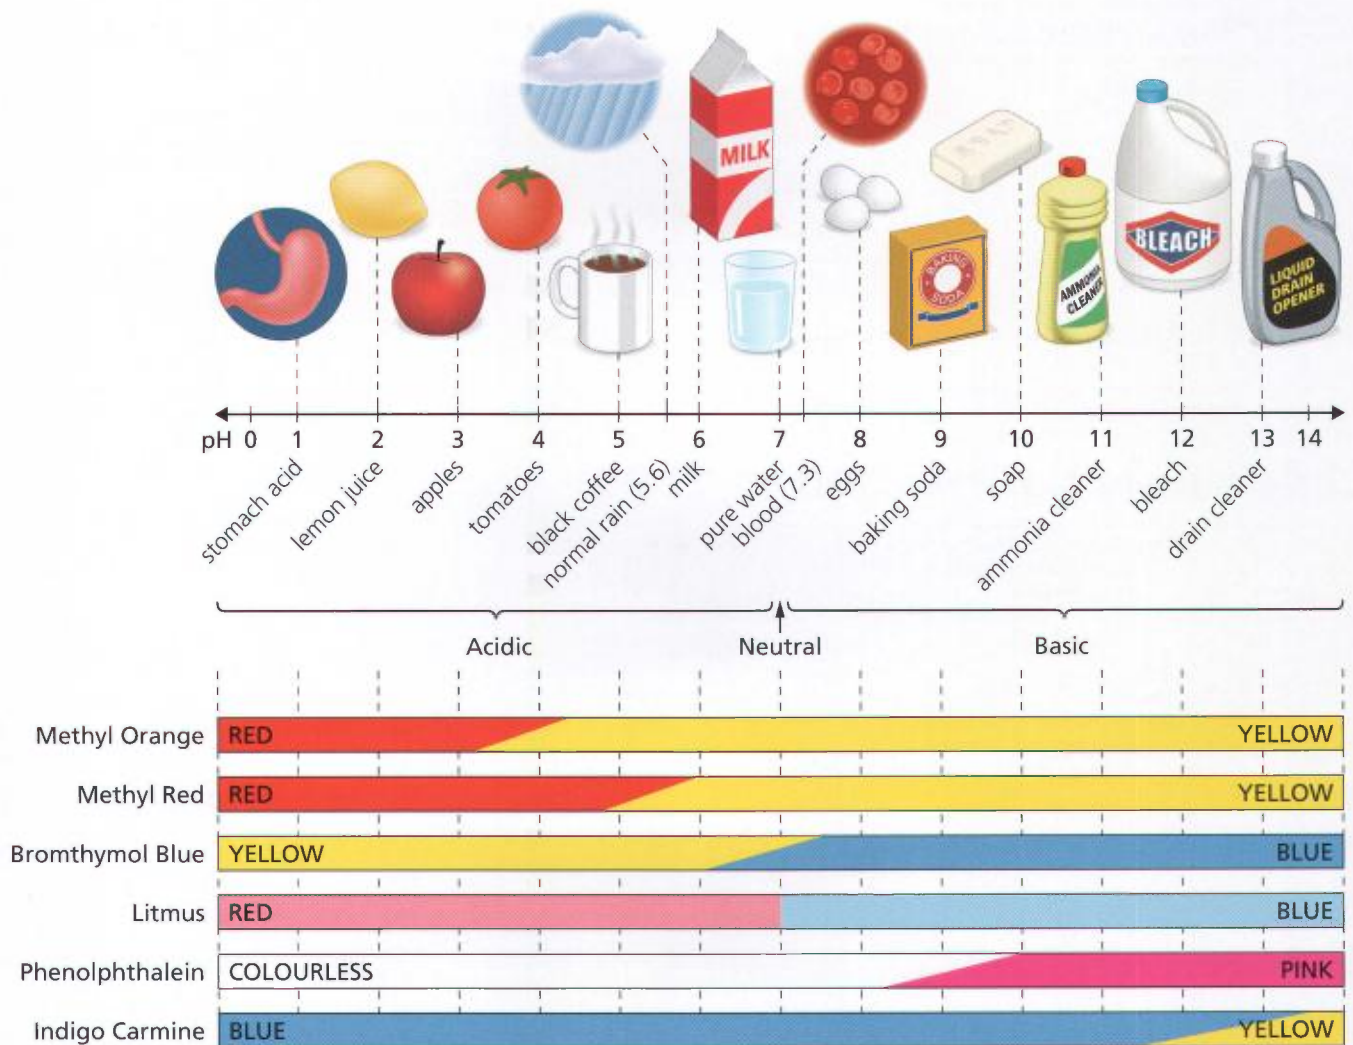 MILK
SOAP
BAKING
SODA
AMMONIA
CLEANER
BLEACH
LIQUID
DRAIN
OPENER
pH 0 1 2 3 4 5 6 7 8 9 10 11 12 13 14
stomach acid
lemon juice
apples
tomatoes
black coffee
normal rain (5.6)
milk
pure water
blood (7.3)
eggs
baking soda
soap
ammonia cleaner
bleach
drain cleaner
Acidic Neutral Basic
Methyl Orange RED YELLOW
Methyl Red RED YELLOW
Bromthymol Blue YELLOW BLUE
Litmus RED BLUE
Phenolphthalein COLOURLESS PINK
Indigo Carmine BLUE YELLOW